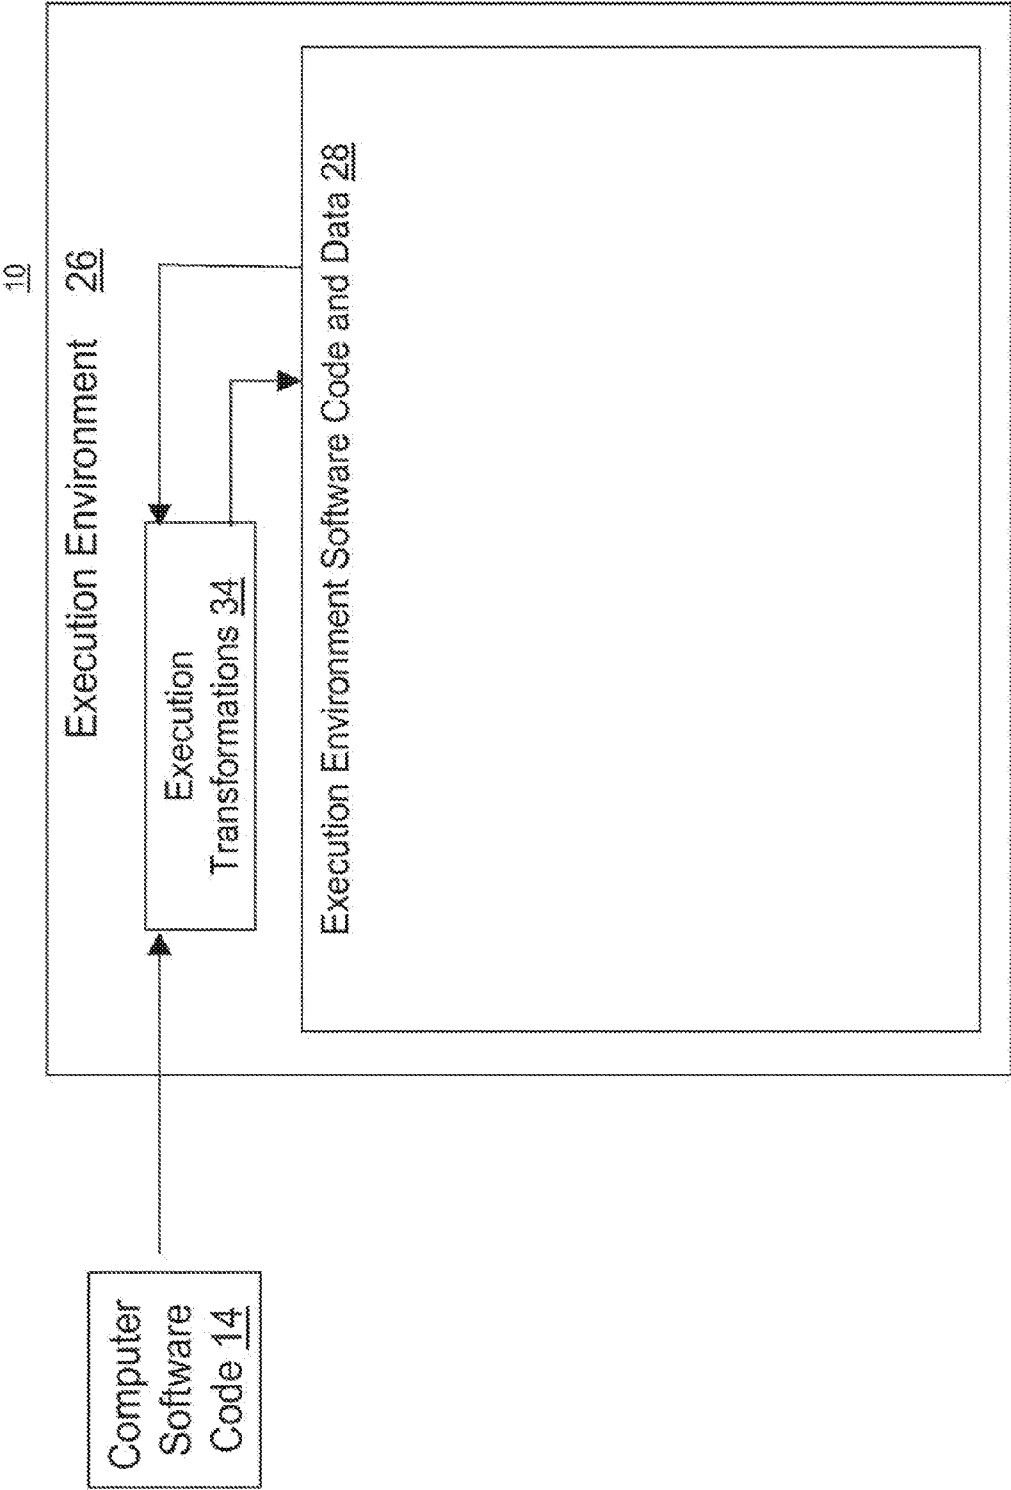 10
Execution Environment 26
Execution
Transformations 34
Execution Environment Software Code and Data 28
Computer
Software
Code 14